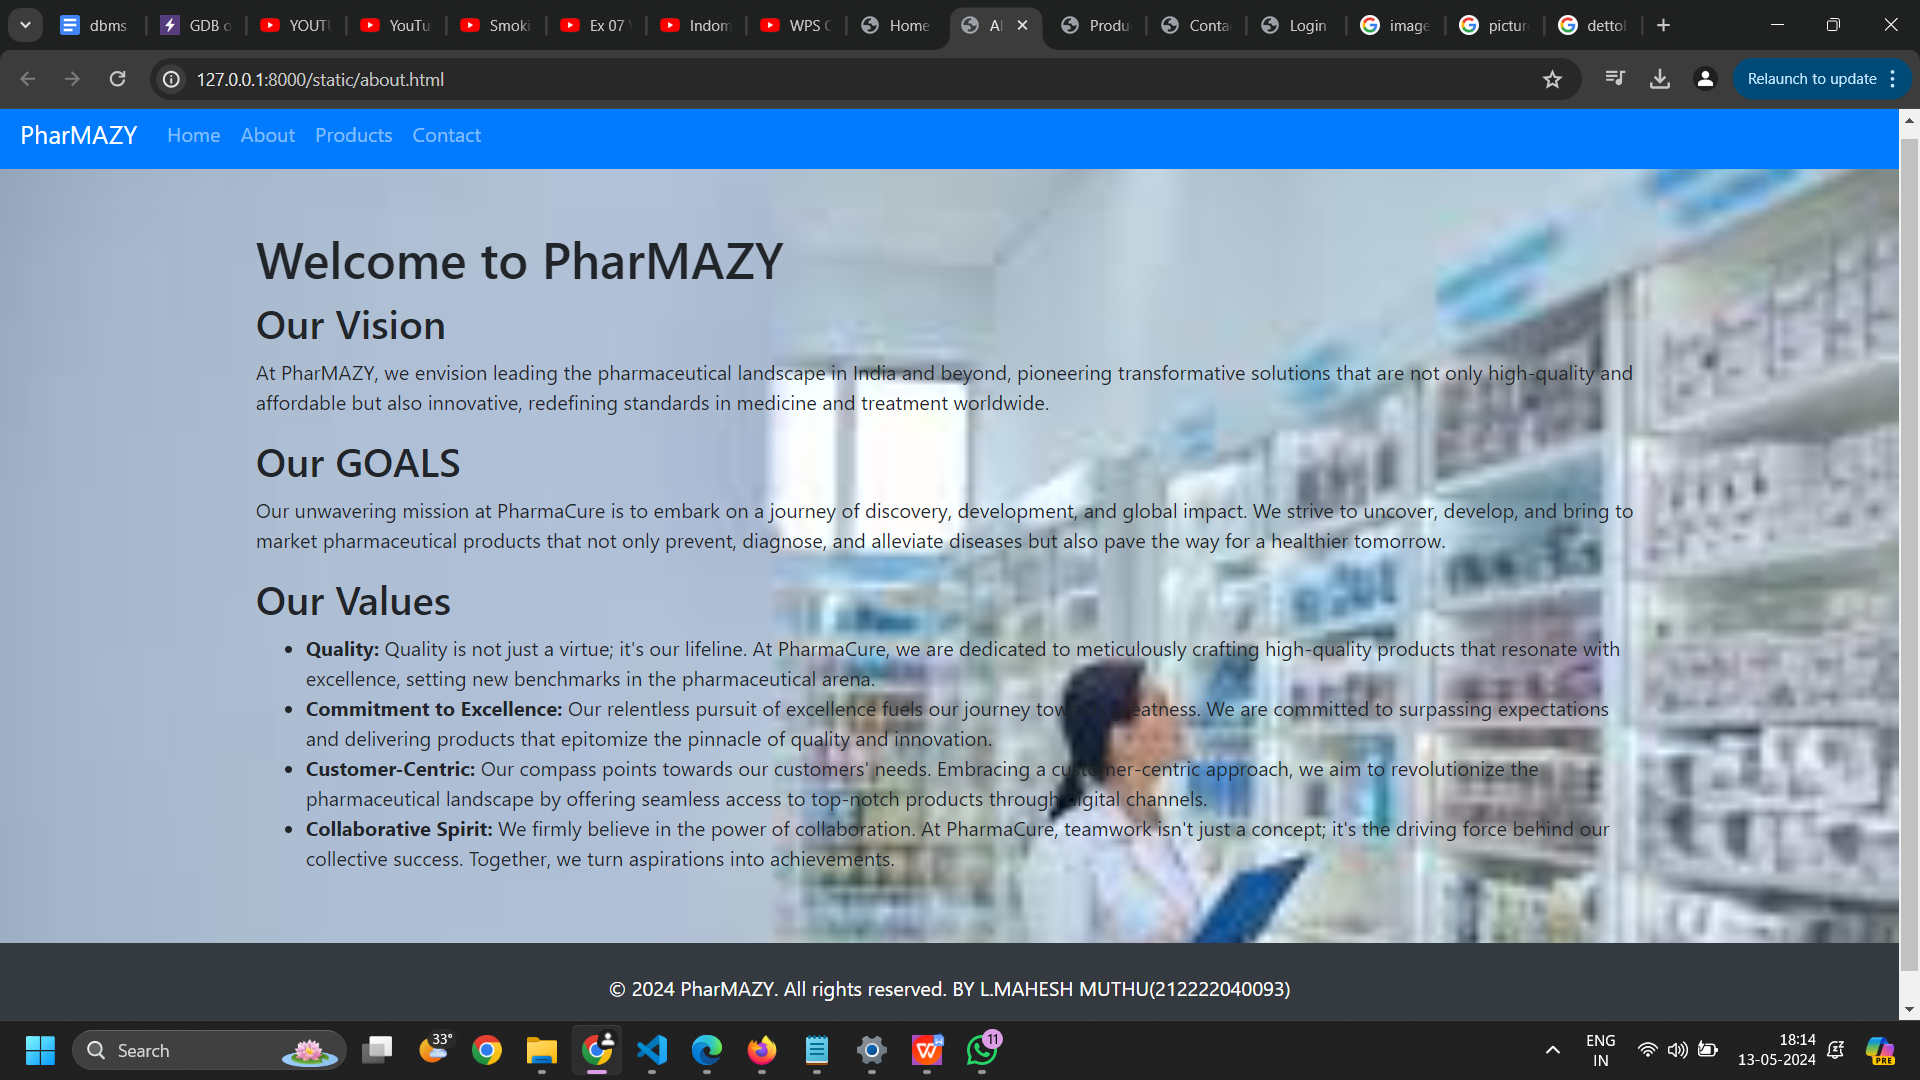 dbms
GDB o
YOUTU
YouTu
Smoki
Ex 07
Indom
WPS C
Home
Al
Produ
Conta
Login
image
pictur
dettol
127.0.0.1:8000/static/about.html
Relaunch to update
PharMAZY Home About Products Contact
Welcome to PharMAZY
Our Vision
At PharMAZY, we envision leading the pharmaceutical landscape in India and beyond, pioneering transformative solutions that are not only high-quality and
affordable but also innovative, redefining standards in medicine and treatment worldwide.
Our GOALS
Our unwavering mission at PharmaCure is to embark on a journey of discovery, development, and global impact. We strive to uncover, develop, and bring to
market pharmaceutical products that not only prevent, diagnose, and alleviate diseases but also pave the way for a healthier tomorrow.
Our Values
• Quality: Quality is not just a virtue; it's our lifeline. At PharmaCure, we are dedicated to meticulously crafting high-quality products that resonate with
excellence, setting new benchmarks in the pharmaceutical arena.
• Commitment to Excellence: Our relentless pursuit of excellence fuels our journey towards greatness. We are committed to surpassing expectations
and delivering products that epitomize the pinnacle of quality and innovation.
• Customer-Centric: Our compass points towards our customers' needs. Embracing a customer-centric approach, we aim to revolutionize the
pharmaceutical landscape by offering seamless access to top-notch products through digital channels.
• Collaborative Spirit: We firmly believe in the power of collaboration. At PharmaCure, teamwork isn't just a concept; it's the driving force behind our
collective success. Together, we turn aspirations into achievements.
© 2024 PharMAZY. All rights reserved. BY L.MAHESH MUTHU(212222040093)
Search
33°
11
ENG
IN
18:14
13-05-2024
PRE